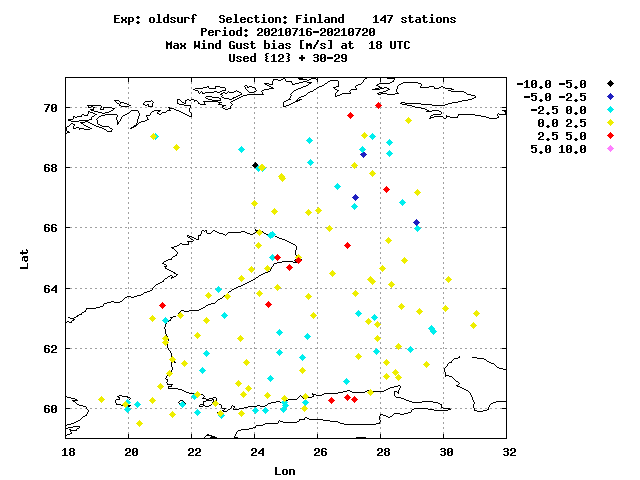 Exp: oldsurf   Selection: Finland    147 stations
Period: 20210716-20210720
Max Wind Gust bias [m/s] at  18 UTC
Used {12} + 30-29
-10.0 -5.0
-5.0 -2.5
-2.5 0.0
0.0 2.5
2.5 5.0
5.0 10.0
70
68
66
64
62
60
Lat
18 20 22 24 26 28 30 32
Lon